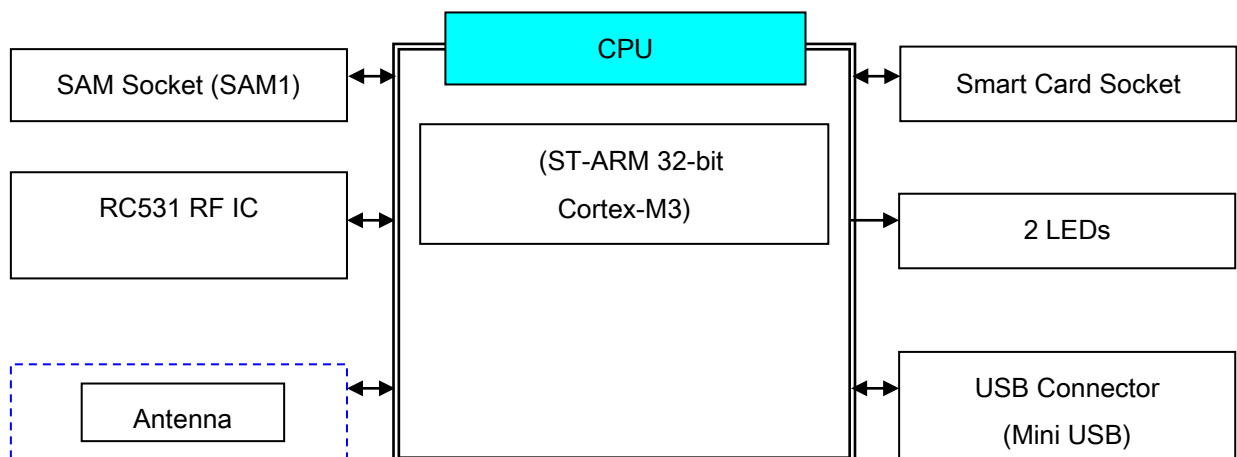 CPU
SAM Socket (SAM1)
Smart Card Socket
(ST-ARM 32-bit
Cortex-M3)
RC531 RF IC
2 LEDs
Antenna
USB Connector
(Mini USB)